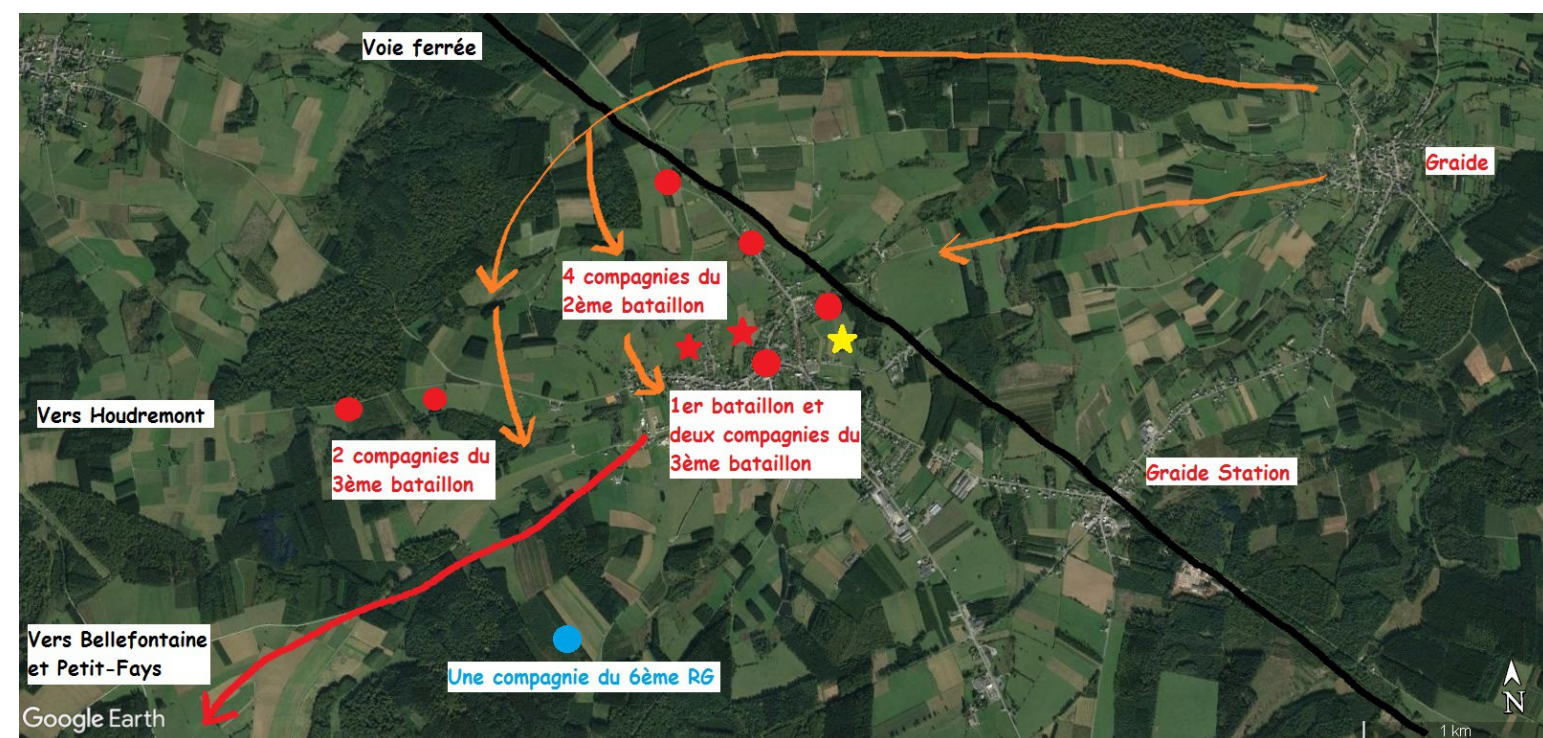 Voie ferrée
Graide
4 compagnies du
2ème bataillon
Vers Houdremont
1er bataillon et
deux compagnies du
3ème bataillon
2 compagnies du
3ème bataillon
Graide Station
Vers Bellefontaine
et Petit-Fays
Une compagnie du 6ème RG
Google Earth
N
1 km